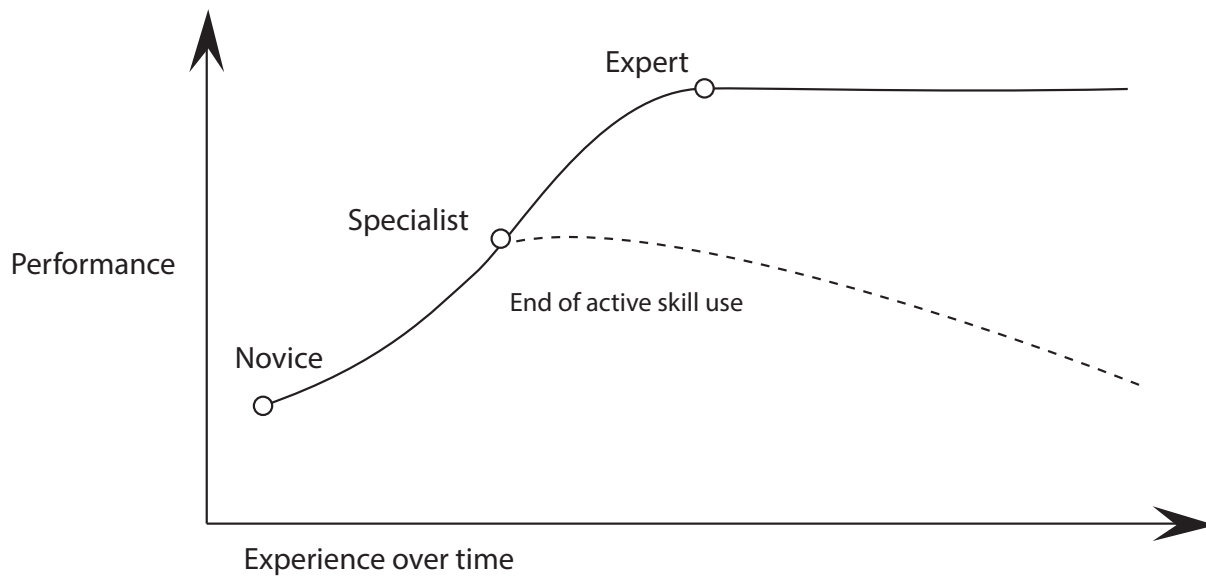 Expert
Specialist
Performance
End of active skill use
Novice
Experience over time